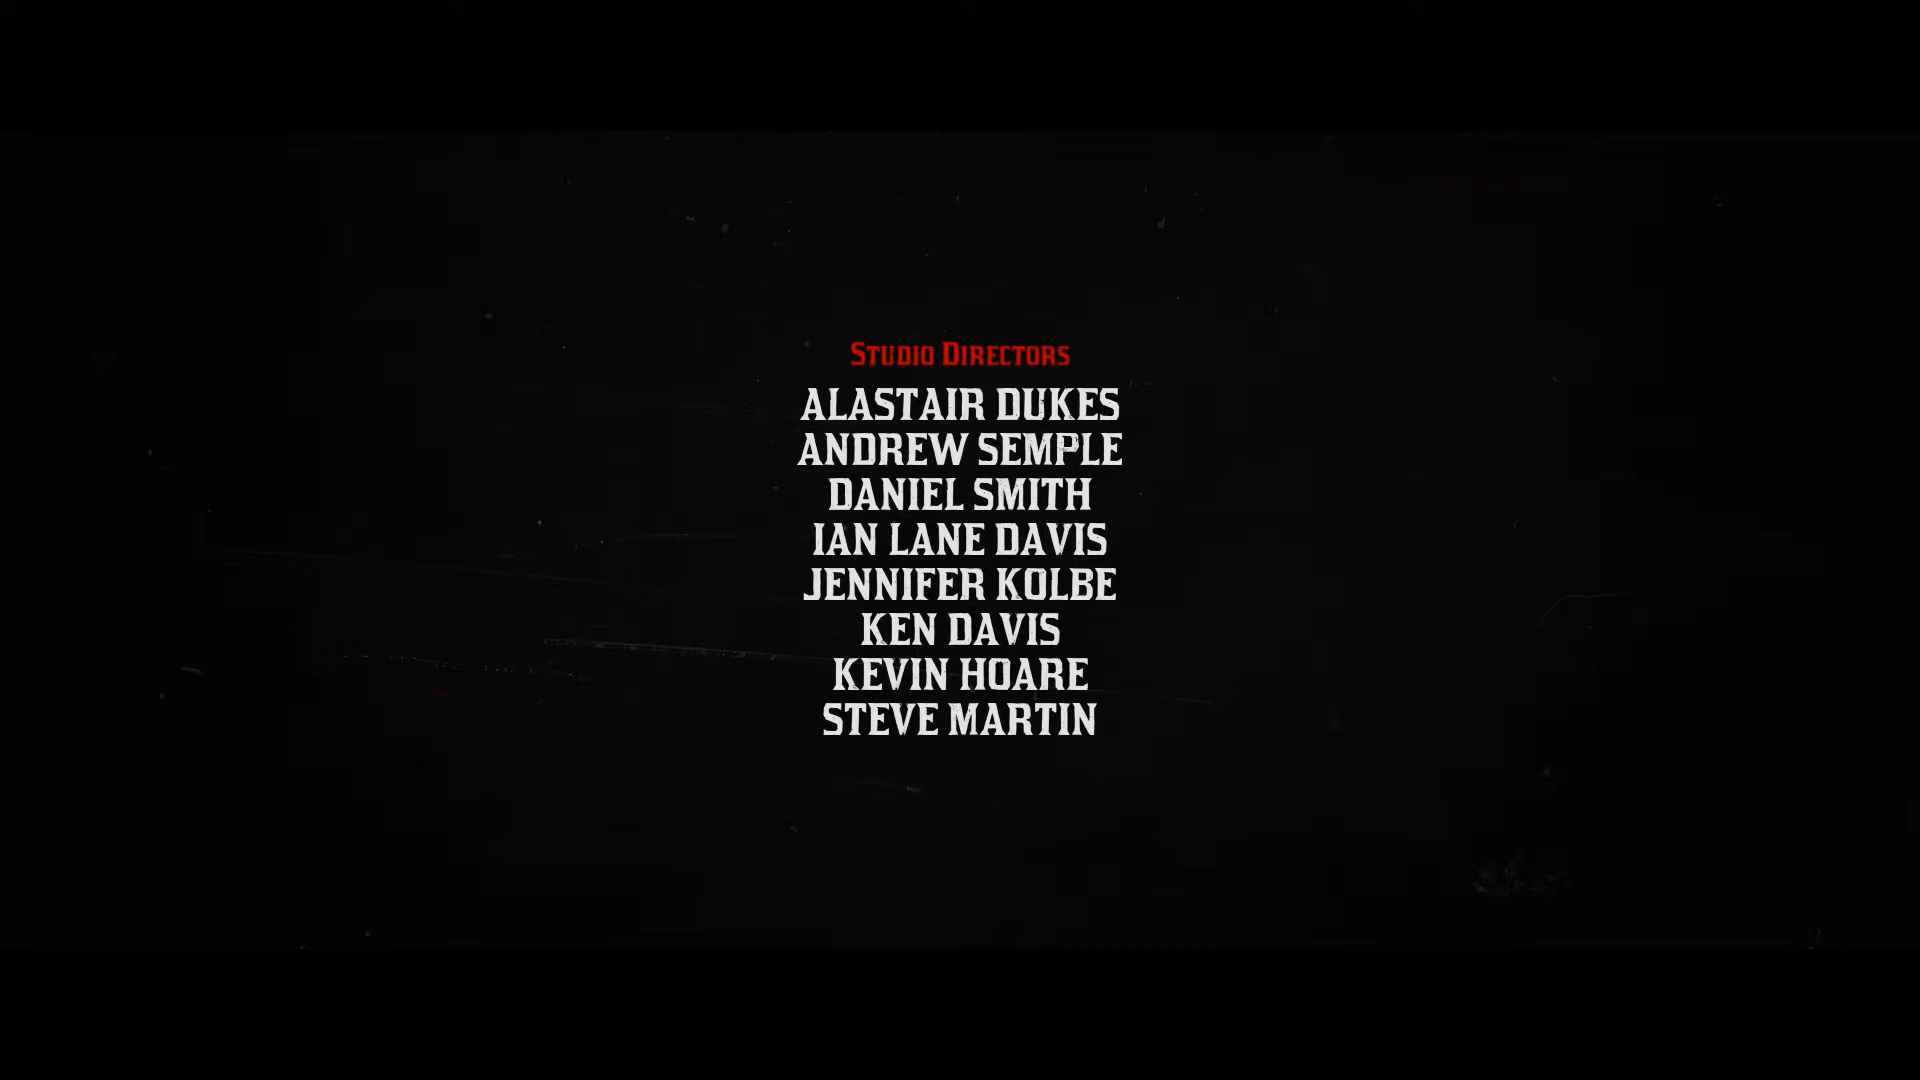 Studio Directors
ALASTAIR DUKES
ANDREW SEMPLE
DANIEL SMITH
IAN LANE DAVIS
JENNIFER KOLBE
KEN DAVIS
KEVIN HOARE
STEVE MARTIN